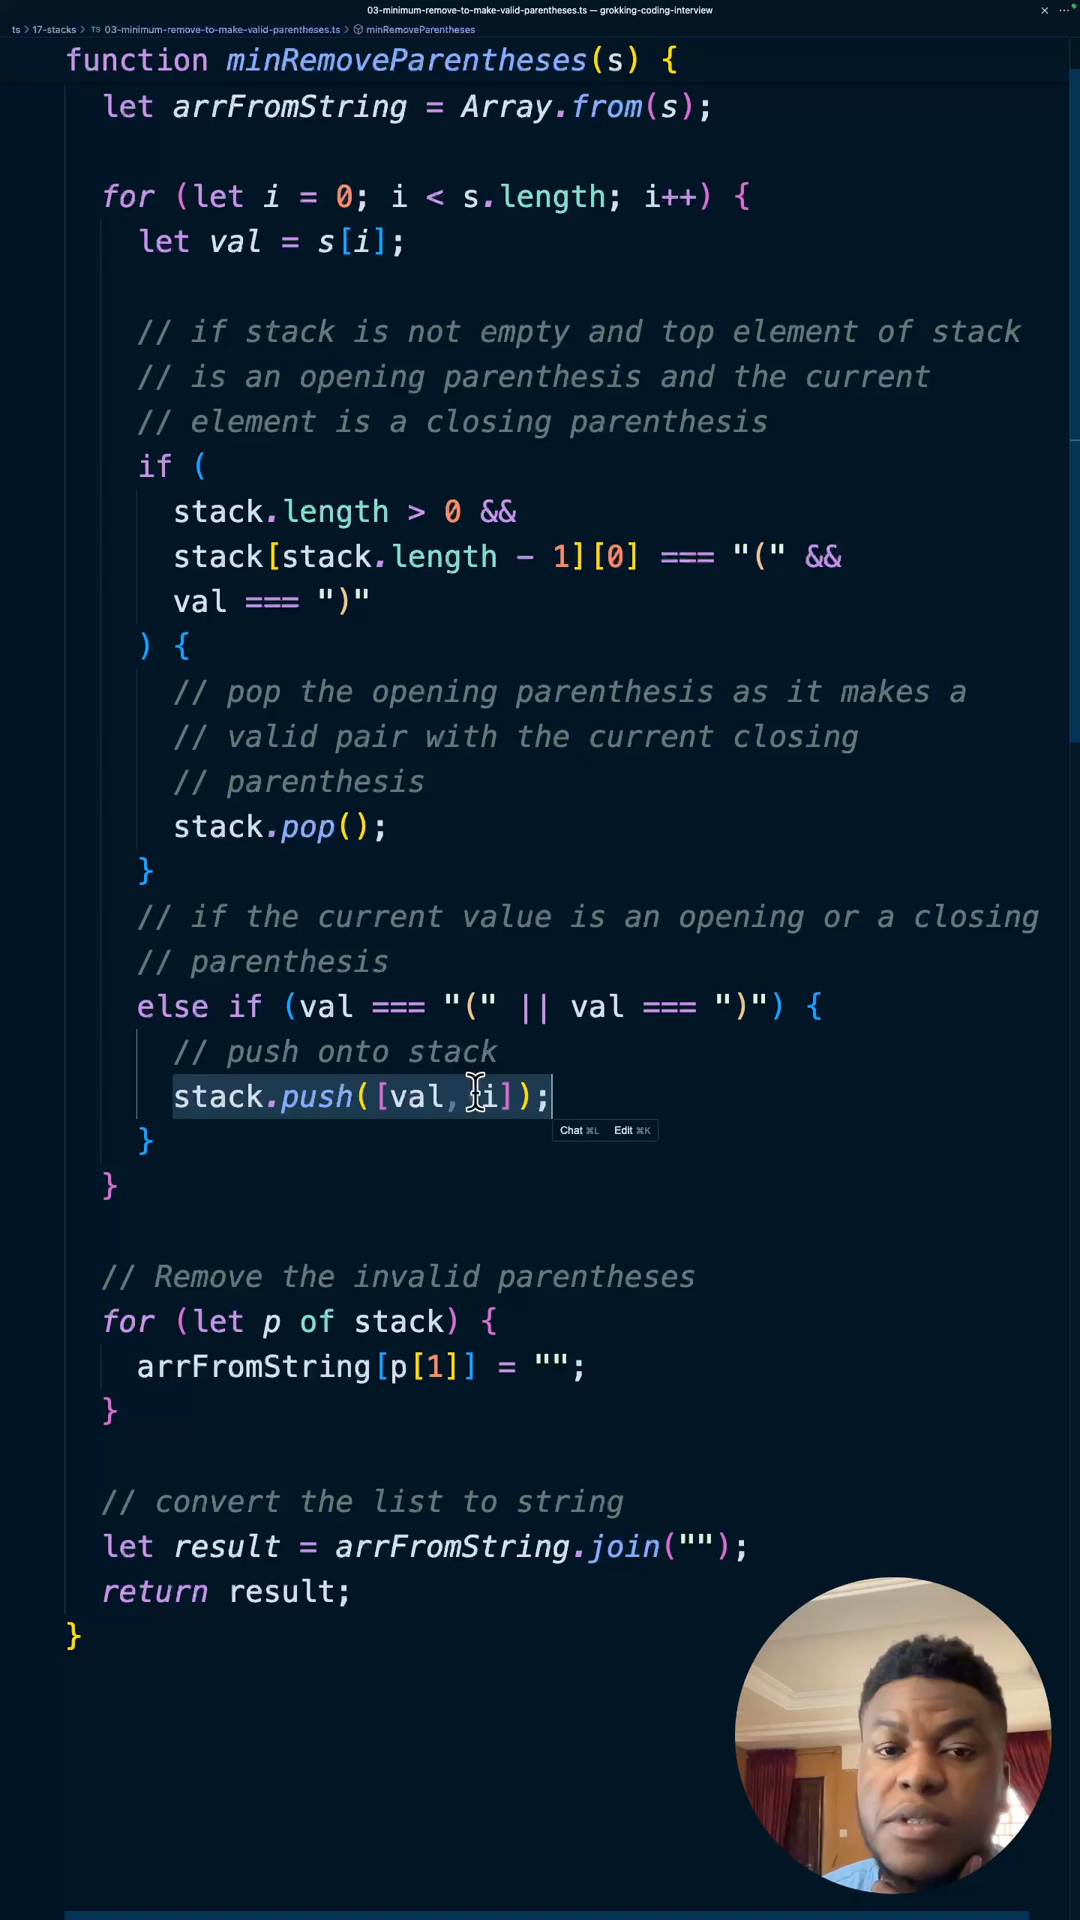 03-minimum-remove-to-make-valid-parentheses.ts — grokking-coding-interview
ts > 17-stacks > TS 03-minimum-remove-to-make-valid-parentheses.ts > minRemoveParentheses
function minRemoveParentheses(s) {
let arrFromString = Array.from(s);
for (let i = 0; i < s.length; i++) {
let val = s[i];
// if stack is not empty and top element of stack
// is an opening parenthesis and the current
// element is a closing parenthesis
if (
stack.length > 0 &&
stack[stack.length - 1][0] === "(" &&
val === ")"
) {
// pop the opening parenthesis as it makes a
// valid pair with the current closing
// parenthesis
stack.pop();
}
// if the current value is an opening or a closing
// parenthesis
else if (val === "(" || val === ")") {
// push onto stack
stack.push([val, i]);
Chat ⌘L Edit ⌘K
}
}
// Remove the invalid parentheses
for (let p of stack) {
arrFromString[p[1]] = "";
}
// convert the list to string
let result = arrFromString.join("");
return result;
}